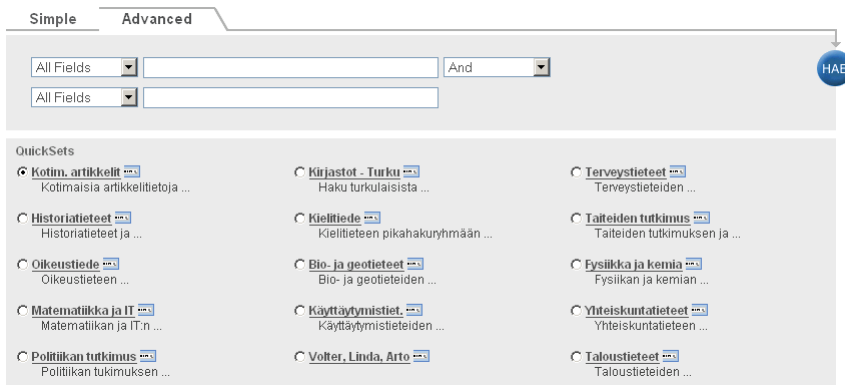 Simple Advanced
All Fields And
HAE
All Fields
QuickSets
Kotim. artikkelit Kirjastot - Turku Terveystieteet
Kotimaisia artikkelitietoja ... Haku turkulaisista ... Terveystieteiden ...
Historiatieteet Kielitiede Taiteiden tutkimus
Historiatieteet ja ... Kielitieteen pikahakuryhmään ... Taiteiden tutkimuksen ja ...
Oikeustiede Bio- ja geotieteet Fysiikka ja kemia
Oikeustieteen ... Bio- ja geotieteiden ... Fysiikan ja kemian ...
Matematiikka ja IT Käyttäytymistiet. Yhteiskuntatieteet
Matematiikan ja IT:n ... Käyttäytymistieteiden ... Yhteiskuntatieteen ...
Politiikan tutkimus Volter, Linda, Arto Taloustieteet
Politiikan tukimuksen ... Taloustieteiden ...